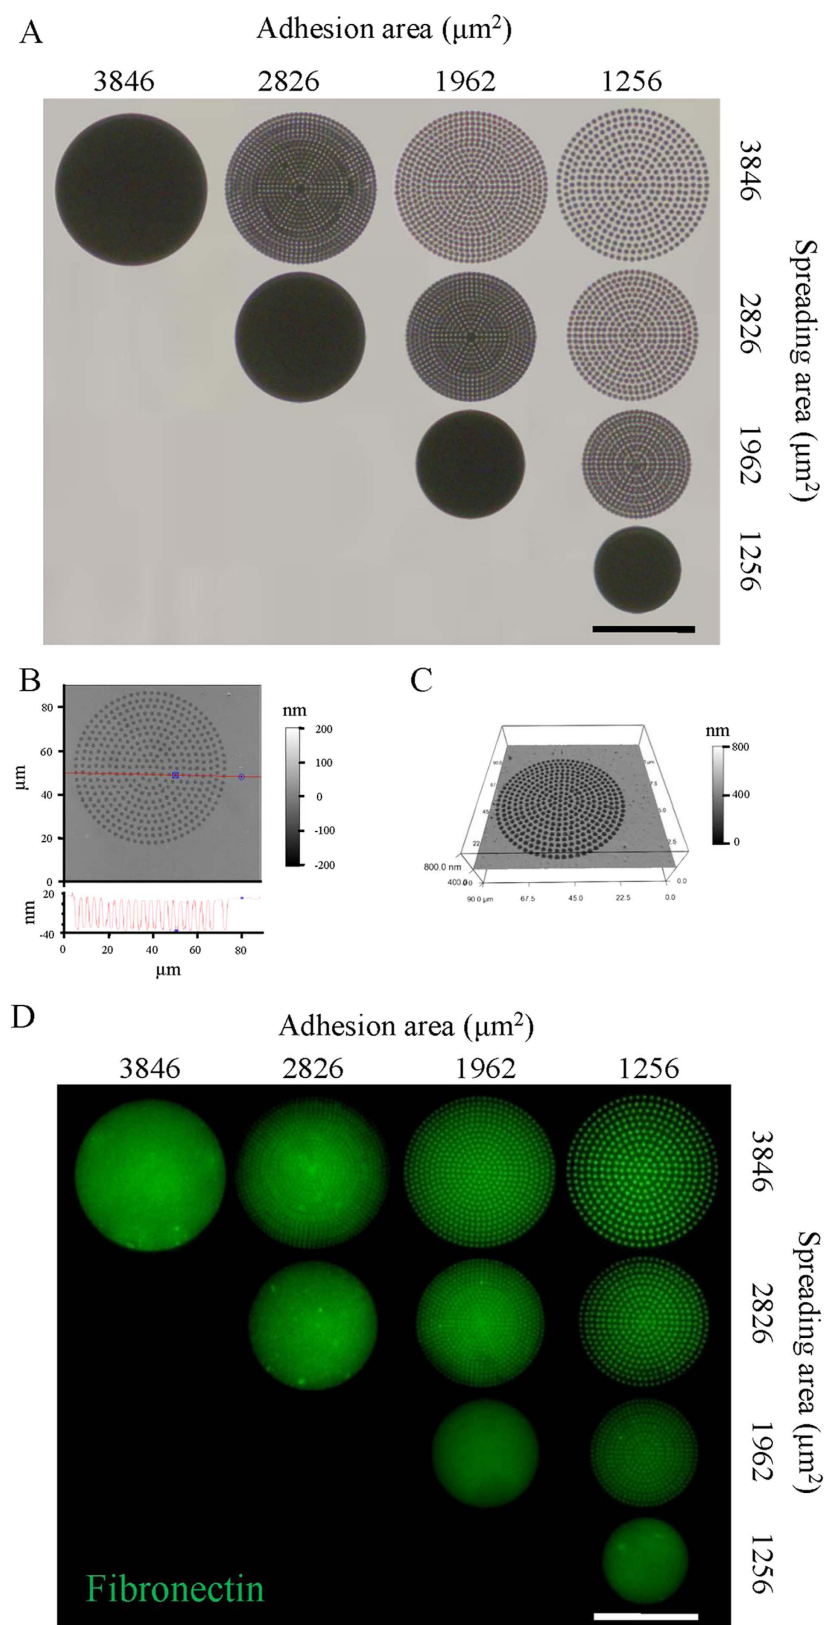 A
Adhesion area (μm²)
3846 2826 1962 1256
3846
2826
1962
1256
Spreading area (μm²)
B
80
60
40
20
0
μm
nm
200
100
0
-100
-200
20
-40
nm
0 20 40 60 80
μm
C
nm
800
400
0
800.0 nm
400.0
90.0 μm 67.5 45.0 22.5 0.0
0.0
D
Adhesion area (μm²)
3846 2826 1962 1256
3846
2826
1962
1256
Spreading area (μm²)
Fibronectin